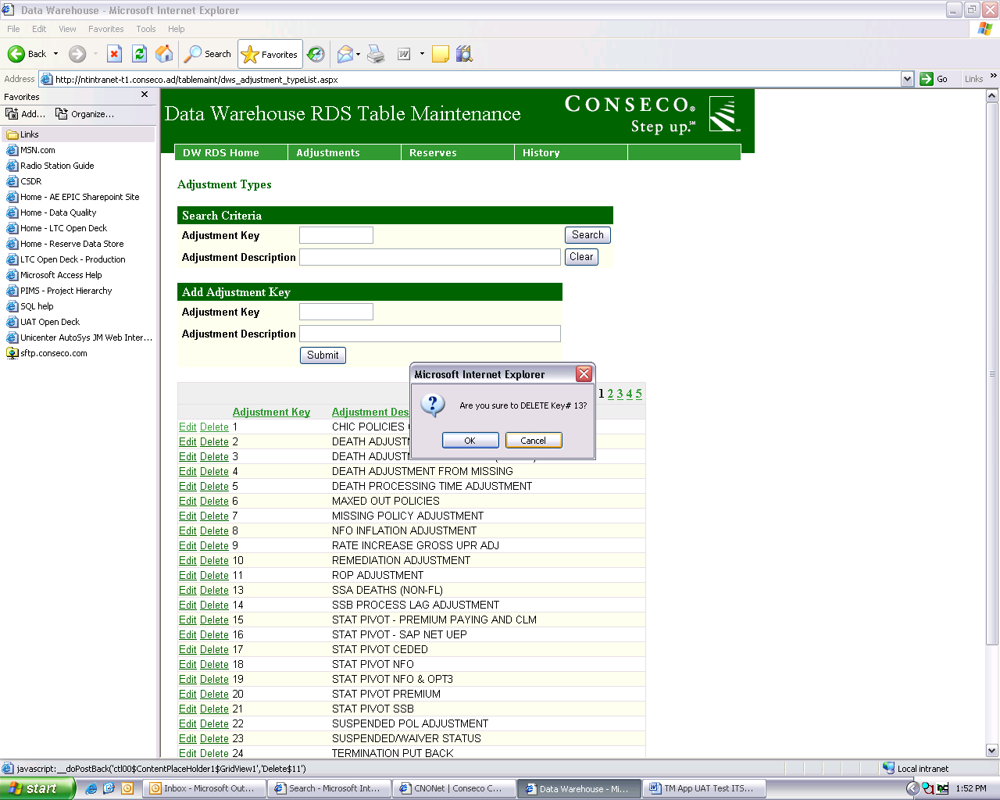 Data Warehouse - Microsoft Internet Explorer
File Edit View Favorites Tools Help
Back Search Favorites
Address http://ntintranet-t1.conseco.ad/tablemaint/dws_adjustment_typeList.aspx Go Links »
Favorites
Add... Organize...
Links
MSN.com
Radio Station Guide
CSDR
Home - AE EPIC Sharepoint Site
Home - Data Quality
Home - LTC Open Deck
Home - Reserve Data Store
LTC Open Deck - Production
Microsoft Access Help
PIMS - Project Hierarchy
SQL help
UAT Open Deck
Unicenter AutoSys JM Web Inter...
sftp.conseco.com
Data Warehouse RDS Table Maintenance
CONSECO®
Step up.℠
DW RDS Home Adjustments Reserves History
Adjustment Types
Search Criteria
Adjustment Key Search
Adjustment Description Clear
Add Adjustment Key
Adjustment Key
Adjustment Description
Submit
Microsoft Internet Explorer
Are you sure to DELETE Key# 13?
OK Cancel
1 2 3 4 5
Adjustment Key Adjustment Des
Edit Delete 1 CHIC POLICIES
Edit Delete 2 DEATH ADJUSTM
Edit Delete 3 DEATH ADJUSTM
Edit Delete 4 DEATH ADJUSTMENT FROM MISSING
Edit Delete 5 DEATH PROCESSING TIME ADJUSTMENT
Edit Delete 6 MAXED OUT POLICIES
Edit Delete 7 MISSING POLICY ADJUSTMENT
Edit Delete 8 NFO INFLATION ADJUSTMENT
Edit Delete 9 RATE INCREASE GROSS UPR ADJ
Edit Delete 10 REMEDIATION ADJUSTMENT
Edit Delete 11 ROP ADJUSTMENT
Edit Delete 13 SSA DEATHS (NON-FL)
Edit Delete 14 SSB PROCESS LAG ADJUSTMENT
Edit Delete 15 STAT PIVOT - PREMIUM PAYING AND CLM
Edit Delete 16 STAT PIVOT - SAP NET UEP
Edit Delete 17 STAT PIVOT CEDED
Edit Delete 18 STAT PIVOT NFO
Edit Delete 19 STAT PIVOT NFO & OPT3
Edit Delete 20 STAT PIVOT PREMIUM
Edit Delete 21 STAT PIVOT SSB
Edit Delete 22 SUSPENDED POL ADJUSTMENT
Edit Delete 23 SUSPENDED/WAIVER STATUS
Edit Delete 24 TERMINATION PUT BACK
javascript:__doPostBack('ctl00$ContentPlaceHolder1$GridView1','Delete$11') Local intranet
start Inbox - Microsoft Out... Search - Microsoft Int... CNONet | Conseco C... Data Warehouse - Mi... TM App UAT Test ITS... 1:52 PM